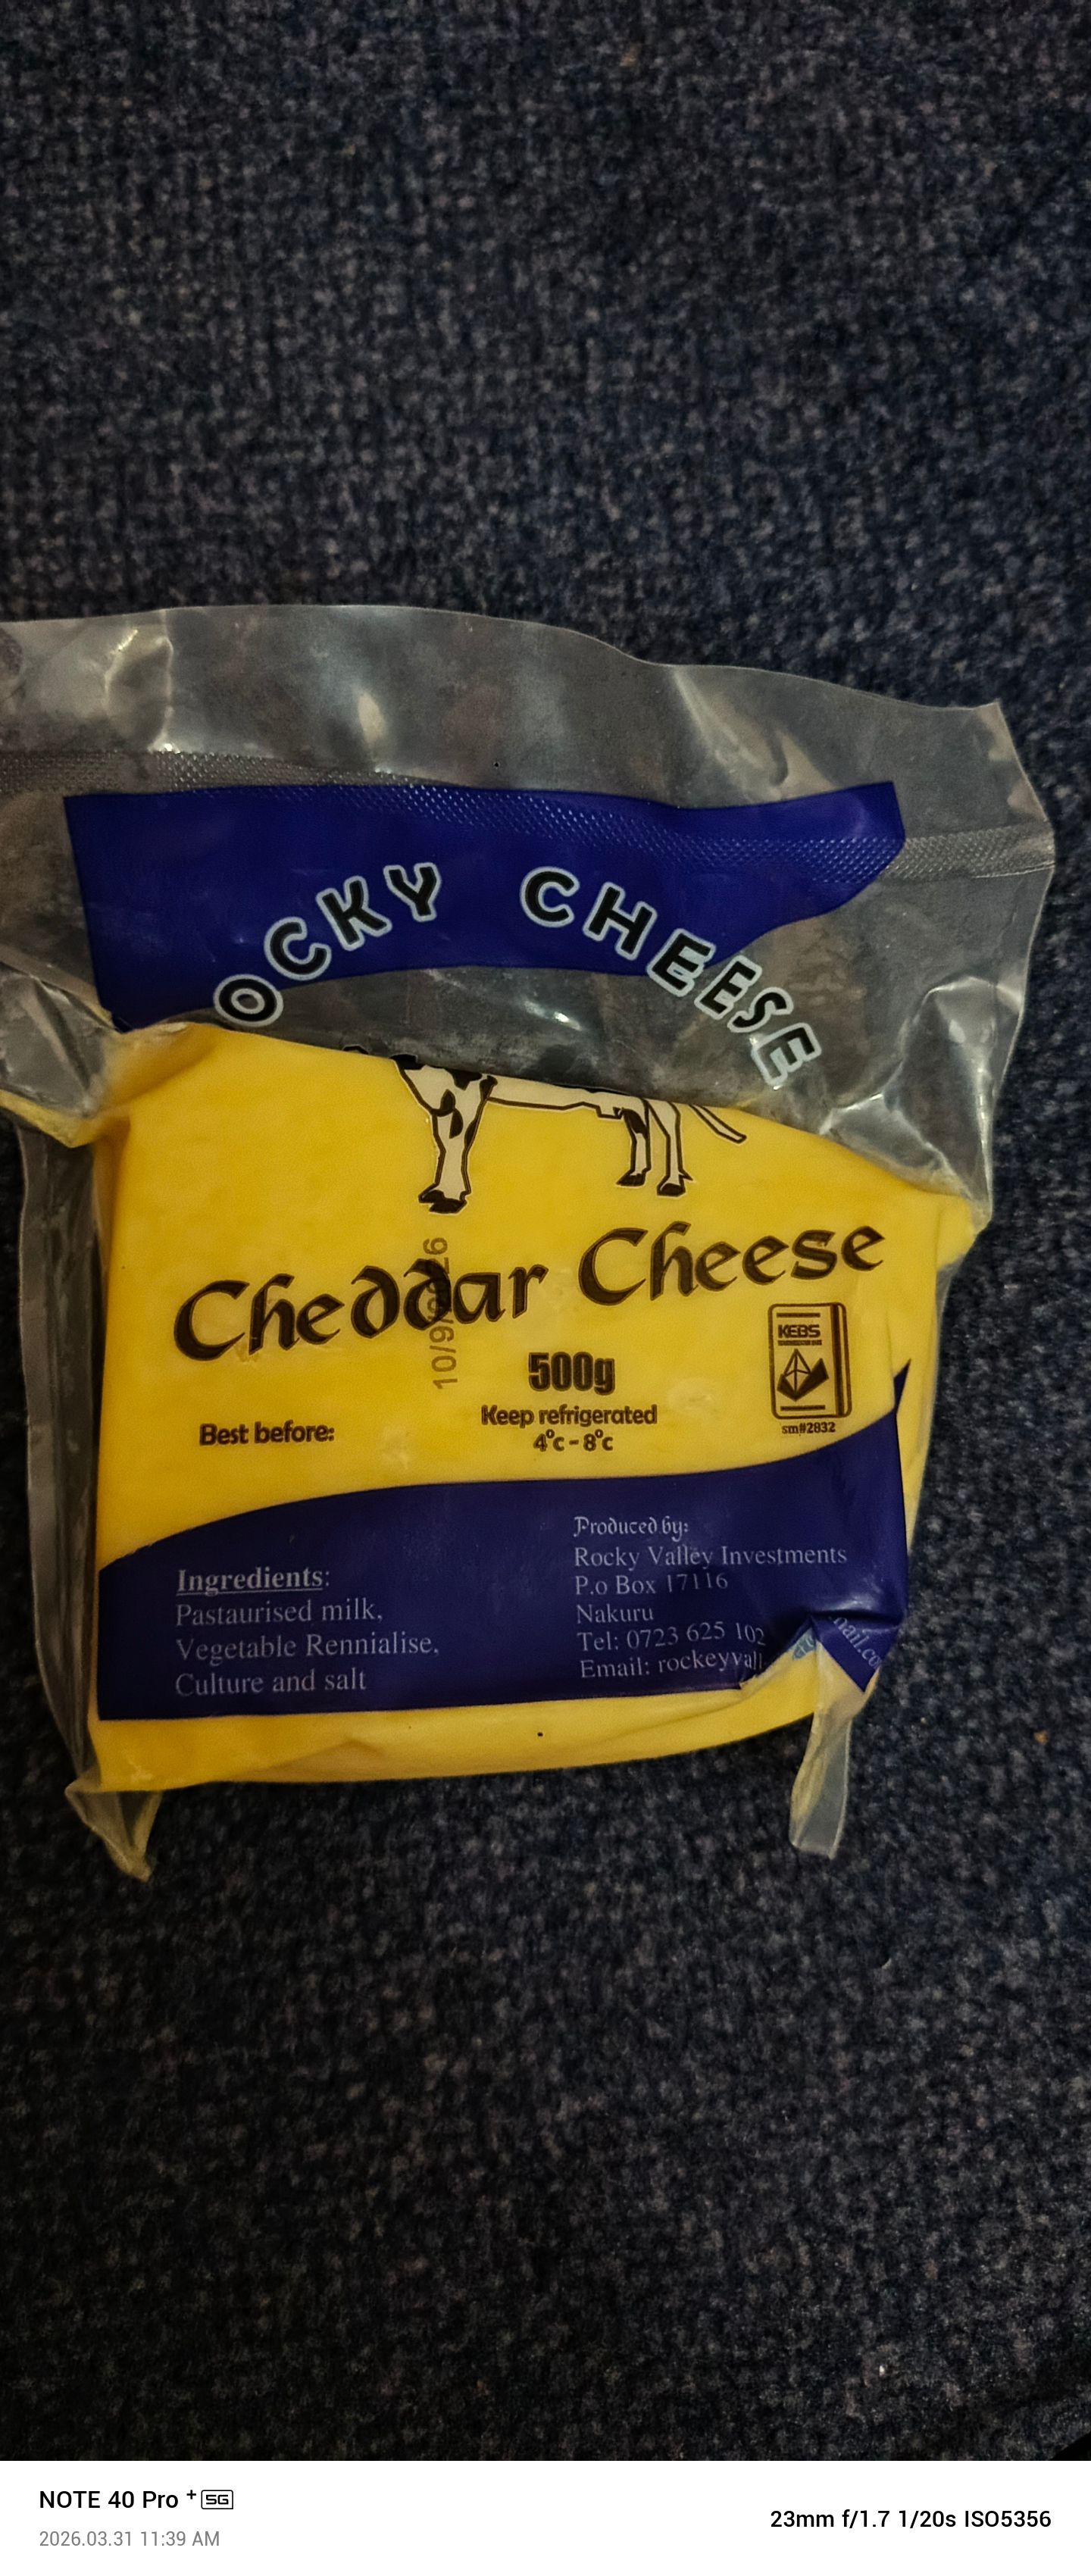 OCKY CHEESE
Cheddar Cheese
500g
Keep refrigerated
4°c - 8°c
Best before:
KEBS
sm#2832
Ingredients:
Pastaurised milk,
Vegetable Rennialise,
Culture and salt
Produced by:
Rocky Valley Investments
P.o Box 17116
Nakuru
Tel: 0723 625 102
Email: rockeyvall
NOTE 40 Pro+ 5G
2026.03.31 11:39 AM
23mm f/1.7 1/20s ISO5356